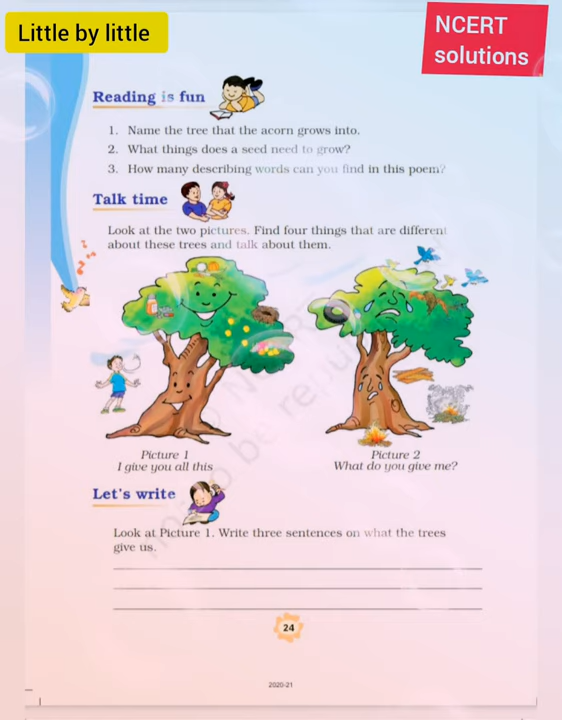 Little by little
NCERT
solutions
Reading is fun
1. Name the tree that the acorn grows into.
2. What things does a seed need to grow?
3. How many describing words can you find in this poem?
Talk time
Look at the two pictures. Find four things that are different
about these trees and talk about them.
Picture 1
I give you all this
Picture 2
What do you give me?
Let's write
Look at Picture 1. Write three sentences on what the trees
give us.
24
2020-21